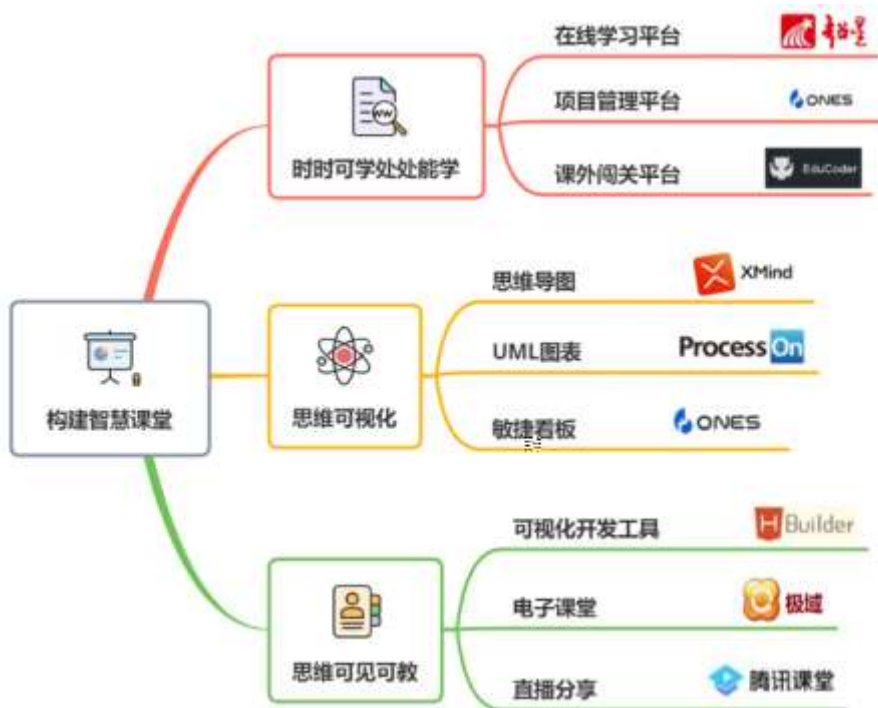 在线学习平台
项目管理平台 ONES
时时可学处处能学
课外闯关平台 EduCoder
思维导图 XMind
UML图表 ProcessOn
构建智慧课堂
思维可视化
敏捷看板 ONES
可视化开发工具 HBuilder
电子课堂 极域
思维可见可教
直播分享 腾讯课堂